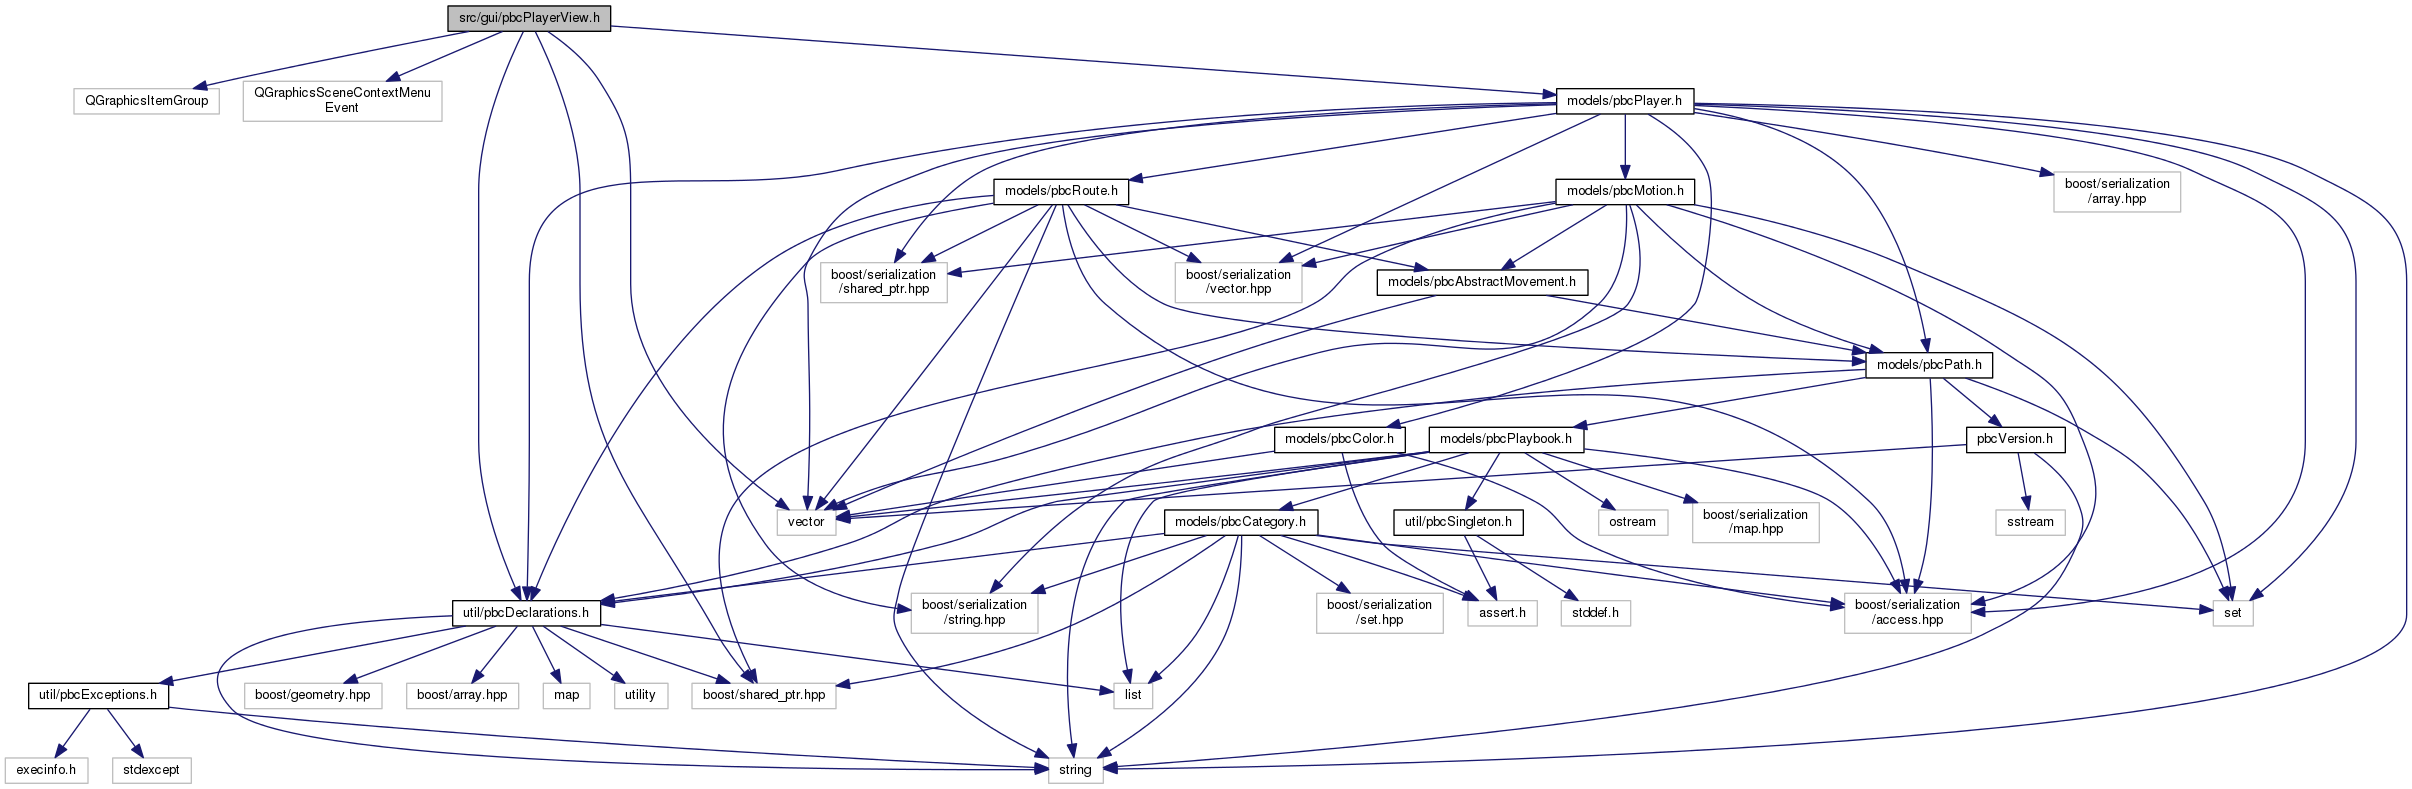 src/gui/pbcPlayerView.h
QGraphicsItemGroup
QGraphicsSceneContextMenu
Event
models/pbcPlayer.h
models/pbcRoute.h
models/pbcMotion.h
boost/serialization
/array.hpp
boost/serialization
/shared_ptr.hpp
boost/serialization
/vector.hpp
models/pbcAbstractMovement.h
models/pbcPath.h
models/pbcColor.h
models/pbcPlaybook.h
pbcVersion.h
vector
models/pbcCategory.h
util/pbcSingleton.h
ostream
boost/serialization
/map.hpp
sstream
util/pbcDeclarations.h
boost/serialization
/string.hpp
boost/serialization
/set.hpp
assert.h
stddef.h
boost/serialization
/access.hpp
set
util/pbcExceptions.h
boost/geometry.hpp
boost/array.hpp
map
utility
boost/shared_ptr.hpp
list
execinfo.h
stdexcept
string